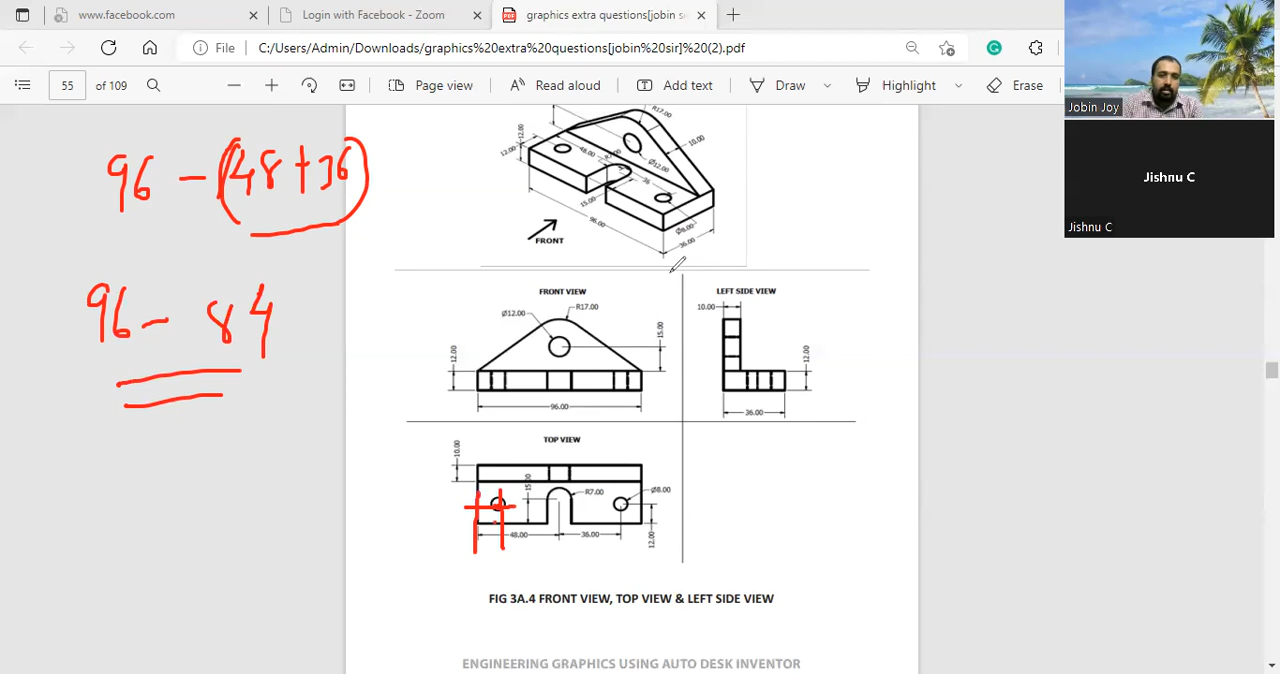 www.facebook.com
Login with Facebook - Zoom
graphics extra questions[jobin s
File
C:/Users/Admin/Downloads/graphics%20extra%20questions[jobin%20sir]%20(2).pdf
55 of 109
Page view
Read aloud
Add text
Draw
Highlight
Erase
Jobin Joy
Jishnu C
Jishnu C
96 - (48+36)
96 - 84
R17.00
12.00
12.00
48.00
10.00
Ø12.00
36
15.00
96.00
Ø8.00
36.00
FRONT
FRONT VIEW
Ø12.00
R17.00
15.00
12.00
96.00
LEFT SIDE VIEW
10.00
12.00
36.00
TOP VIEW
10.00
R7.00
Ø8.00
48.00
36.00
12.00
FIG 3A.4 FRONT VIEW, TOP VIEW & LEFT SIDE VIEW
ENGINEERING GRAPHICS USING AUTO DESK INVENTOR